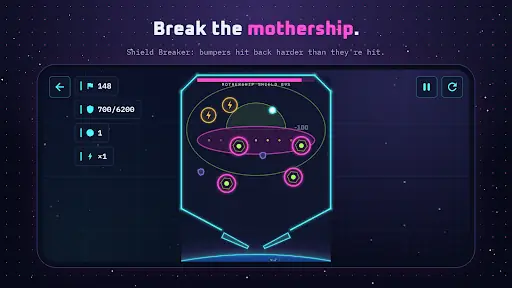 Break the mothership.
Shield Breaker: bumpers hit back harder than they're hit.
148
700/6200
1
×1
MOTHERSHIP SHIELD 89%
-100